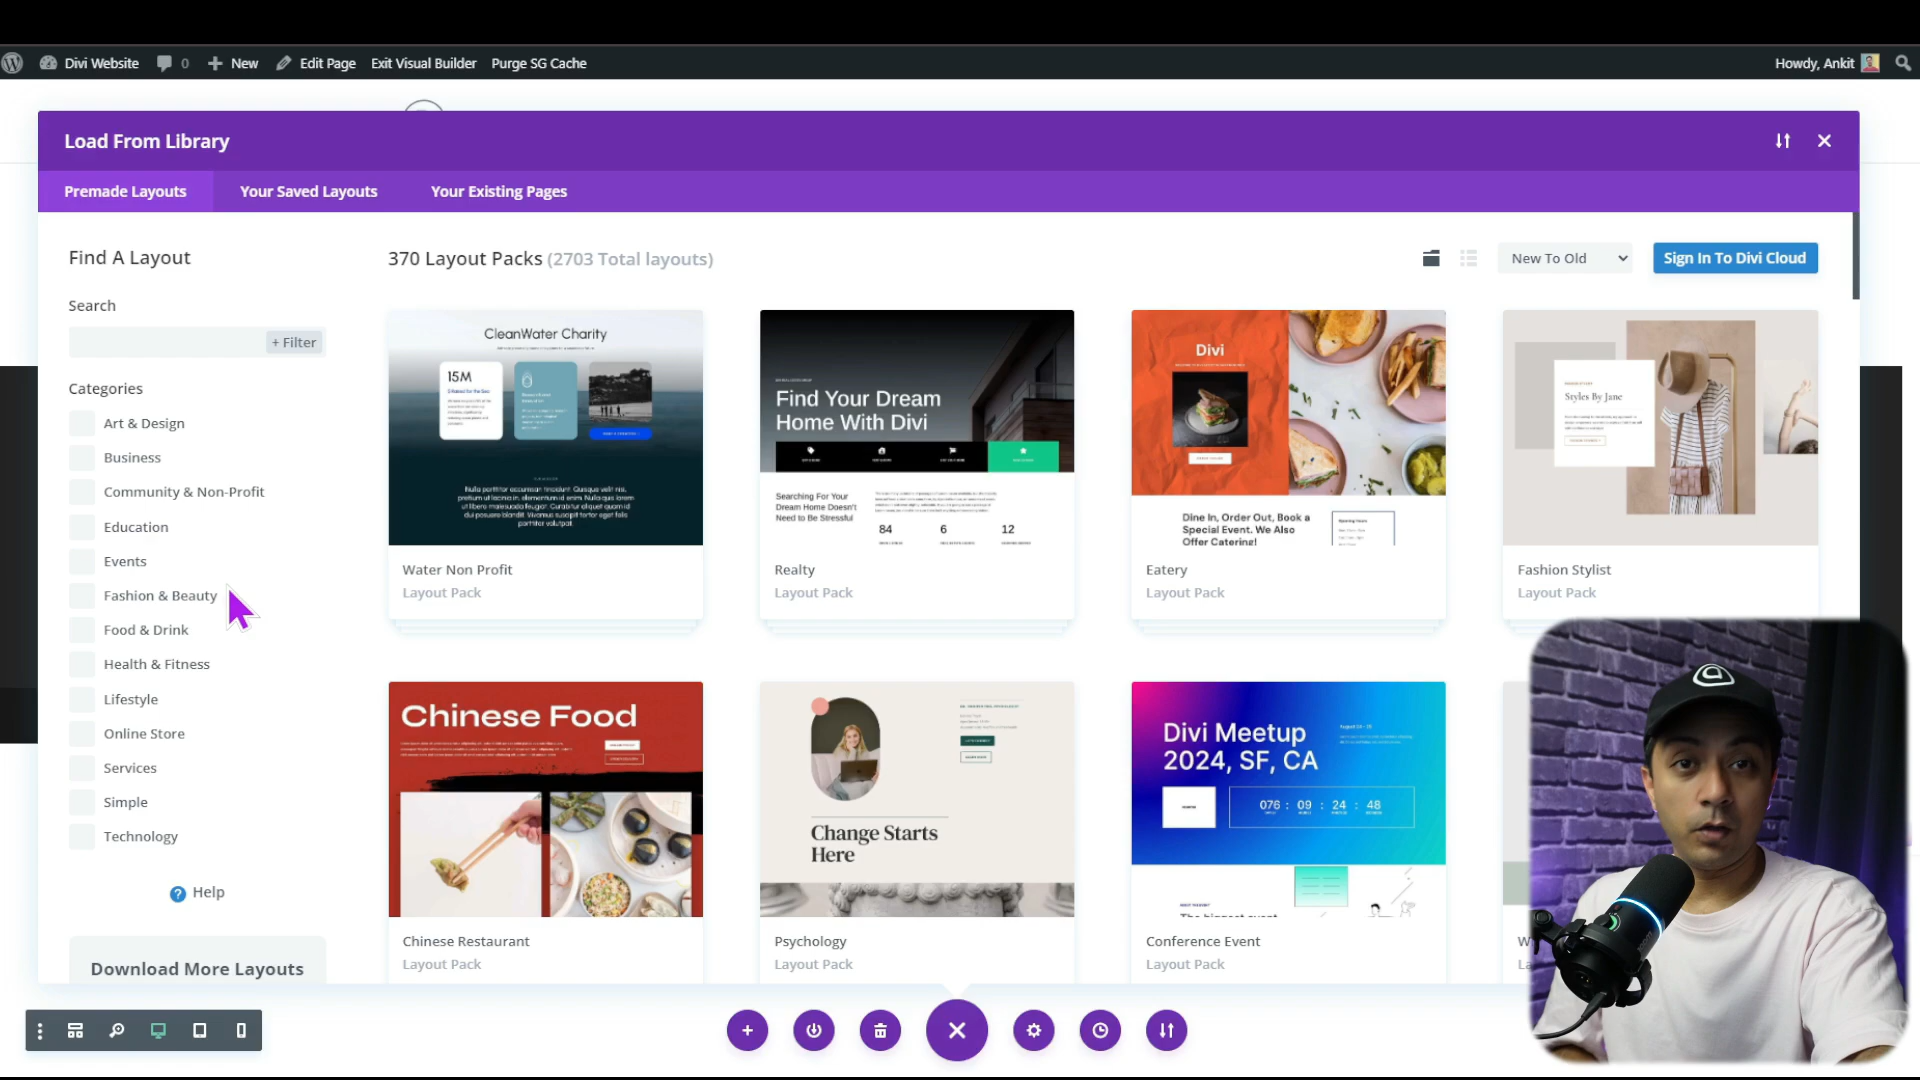 Divi Website
0
New
Edit Page
Exit Visual Builder
Purge SG Cache
Howdy, Ankit
Load From Library
Premade Layouts
Your Saved Layouts
Your Existing Pages
Find A Layout
370 Layout Packs (2703 Total layouts)
New To Old
Sign In To Divi Cloud
Search
+ Filter
Categories
Art & Design
Business
Community & Non-Profit
Education
Events
Fashion & Beauty
Food & Drink
Health & Fitness
Lifestyle
Online Store
Services
Simple
Technology
Help
Download More Layouts
CleanWater Charity
15M
Water Non Profit
Layout Pack
Find Your Dream
Home With Divi
Searching For Your
Dream Home Doesn't
Need to Be Stressful
84
6
12
Realty
Layout Pack
Divi
Dine In, Order Out, Book a
Special Event. We Also
Offer Catering!
Eatery
Layout Pack
Styles By Jane
Fashion Stylist
Layout Pack
Chinese Food
Chinese Restaurant
Layout Pack
Change Starts
Here
Psychology
Layout Pack
Divi Meetup
2024, SF, CA
076 : 09 : 24 : 48
Conference Event
Layout Pack